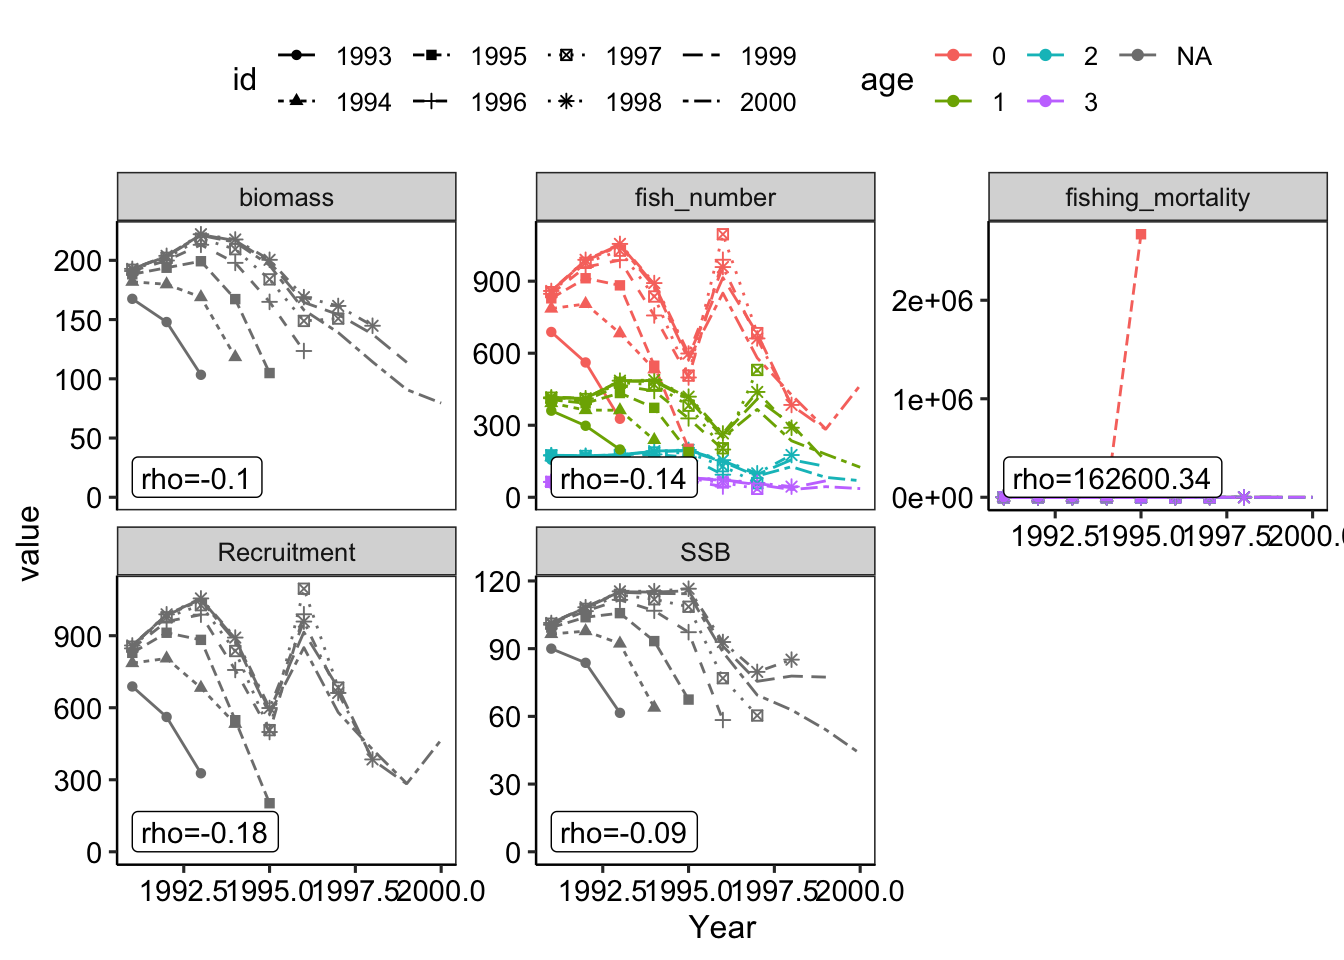 id
1993
1995
1997
1999
1994
1996
1998
2000
age
0
2
NA
1
3
biomass
fish_number
fishing_mortality
200
150
100
50
0
rho=-0.1
900
600
300
0
rho=-0.14
2e+06
1e+06
0e+00
rho=162600.34
1992.5 1995.0 1997.5 2000.0
value
Recruitment
SSB
900
600
300
0
rho=-0.18
120
90
60
30
0
rho=-0.09
1992.5 1995.0 1997.5 2000.0
1992.5 1995.0 1997.5 2000.0
Year